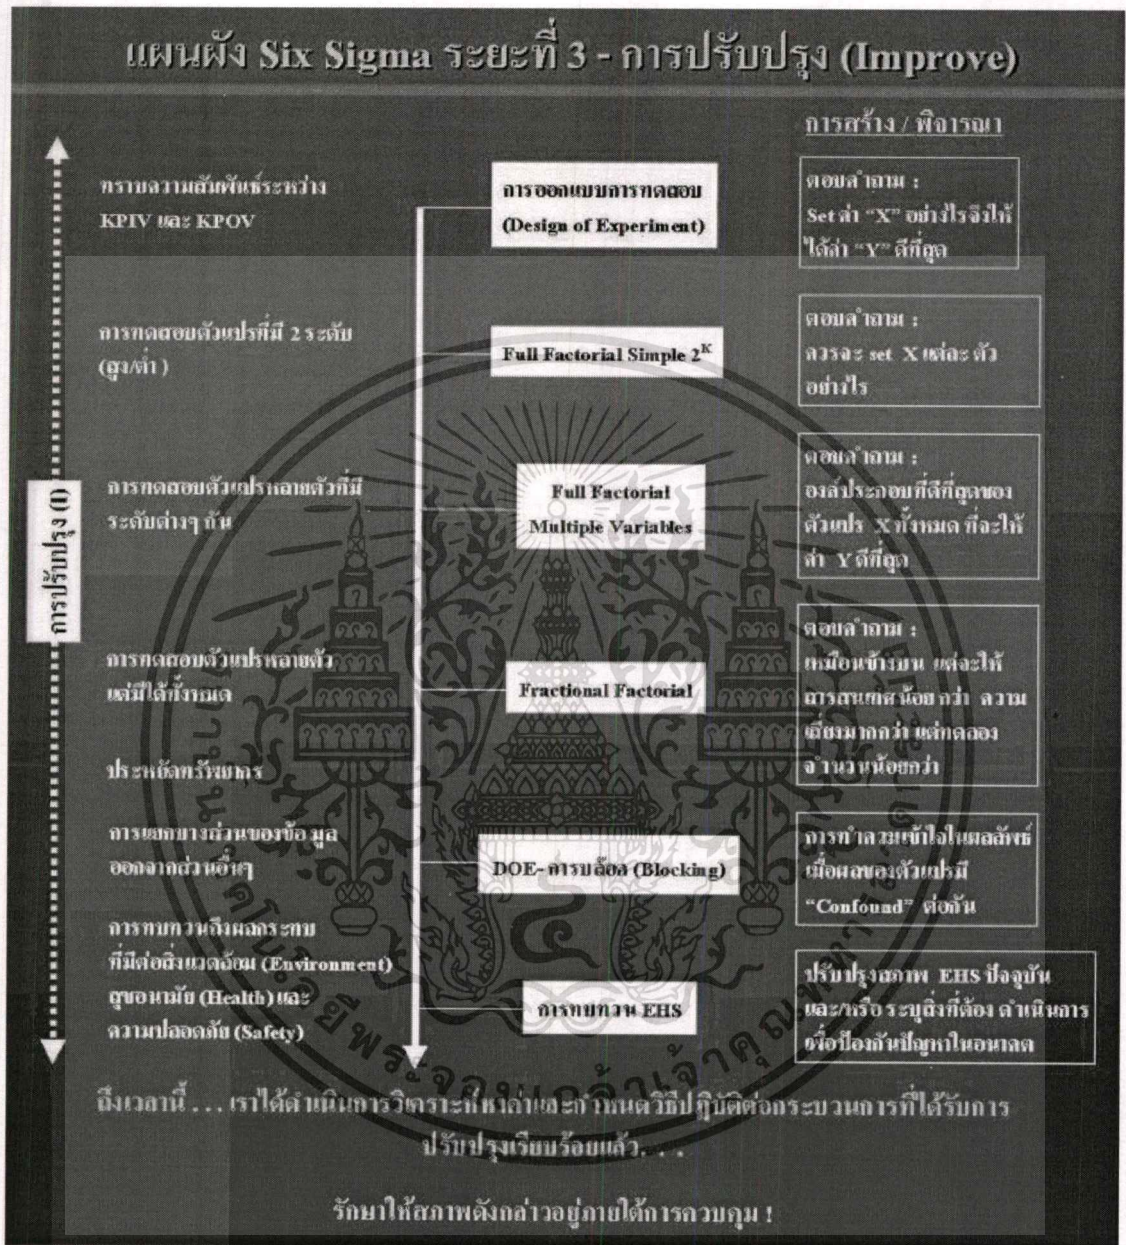 แผนผัง Six Sigma ระยะที่ 3 - การปรับปรุง (Improve)
การสร้าง / พิจารณา
การปรับปรุง (I)
ทราบความสัมพันธ์ระหว่าง
KPIV และ KPOV
การออกแบบการทดสอบ
(Design of Experiment)
ตอบคำถาม :
Set ค่า “X” อย่างไรจึงให้
ได้ค่า “Y” ดีที่สุด
การทดสอบตัวแปรที่มี 2 ระดับ
(สูง/ต่ำ)
Full Factorial Simple 2ᴷ
ตอบคำถาม :
ควรจะ set X แต่ละ ตัว
อย่างไร
การทดสอบตัวแปรหลายตัวที่มี
ระดับต่างๆ กัน
Full Factorial
Multiple Variables
ตอบคำถาม :
องค์ประกอบที่ดีที่สุดของ
ตัวแปร X ทั้งหมด ที่จะให้
ค่า Y ดีที่สุด
การทดสอบตัวแปรหลายตัว
แต่มิได้ทั้งหมด
ประหยัดทรัพยากร
Fractional Factorial
ตอบคำถาม :
เหมือนข้างบน แต่จะให้
สารสนเทศ น้อย กว่า ความ
เสี่ยงมากกว่า แต่ทดลอง
จำนวนน้อยกว่า
การแยกบางส่วนของข้อมูล
ออกจากส่วนอื่นๆ
DOE- การบล๊อค (Blocking)
การทำความเข้าใจในผลลัพธ์
เมื่อผลของตัวแปรมี
“Confound” ต่อกัน
การทบทวนถึงผลกระทบ
ที่มีต่อสิ่งแวดล้อม (Environment)
สุขอนามัย (Health) และ
ความปลอดภัย (Safety)
การทบทวน EHS
ปรับปรุงสภาพ EHS ปัจจุบัน
และ/หรือ ระบุสิ่งที่ต้อง ดำเนินการ
เพื่อป้องกันปัญหาในอนาคต
ถึงเวลานี้ . . . เราได้ดำเนินการวิเคราะห์หาค่าและกำหนดวิธีปฏิบัติต่อกระบวนการที่ได้รับการ
ปรับปรุงเรียบร้อยแล้ว. . .
รักษาให้สภาพดังกล่าวอยู่ภายใต้การควบคุม !